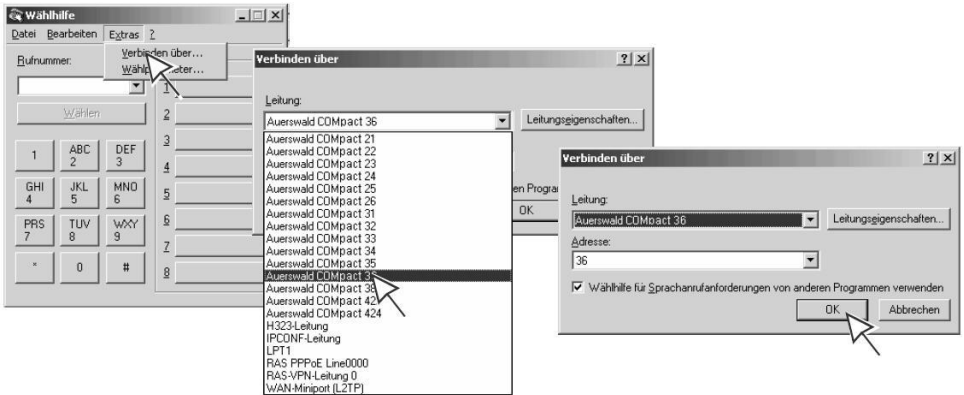 Wählhilfe
Datei Bearbeiten Extras ?
Verbinden über...
Rufnummer:
Wählen
1
ABC 2
DEF 3
GHI 4
JKL 5
MNO 6
PRS 7
TUV 8
WXY 9
*
0
#
1
2
3
4
5
6
7
8
Verbinden über
Leitung:
Auerswald COMpact 36
Leitungseigenschaften...
Auerswald COMpact 21
Auerswald COMpact 22
Auerswald COMpact 23
Auerswald COMpact 24
Auerswald COMpact 25
Auerswald COMpact 26
Auerswald COMpact 31
Auerswald COMpact 32
Auerswald COMpact 33
Auerswald COMpact 34
Auerswald COMpact 35
Auerswald COMpact
Auerswald COMpact 38
Auerswald COMpact 42
Auerswald COMpact 424
H323-Leitung
IPCONF-Leitung
LPT1
RAS PPPoE Line0000
RAS-VPN-Leitung 0
WAN-Miniport (L2TP)
OK
Verbinden über
Leitung:
Auerswald COMpact 36
Leitungseigenschaften...
Adresse:
36
Wählhilfe für Sprachanrufanforderungen von anderen Programmen verwenden
OK
Abbrechen